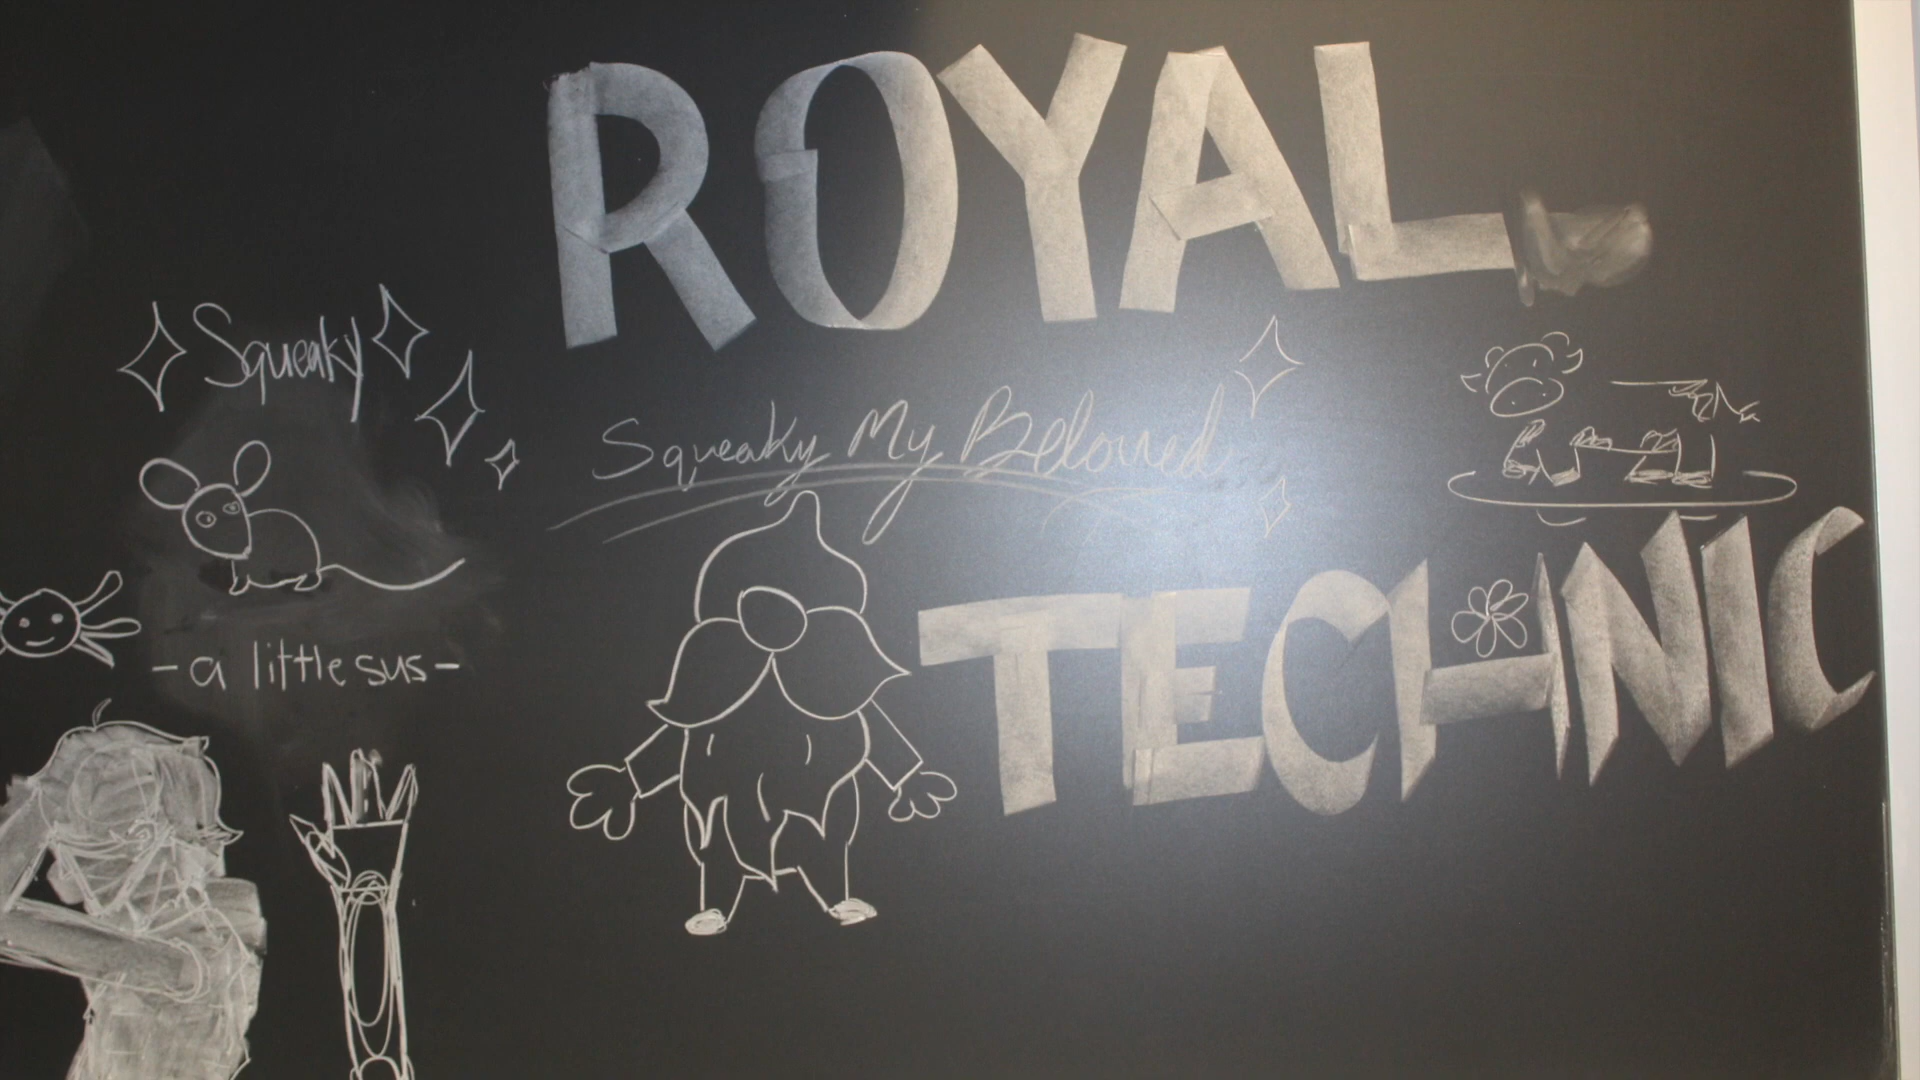 ROYAL
Squeaky
Squeaky My Beloved
TECHNIC
- a little sus -